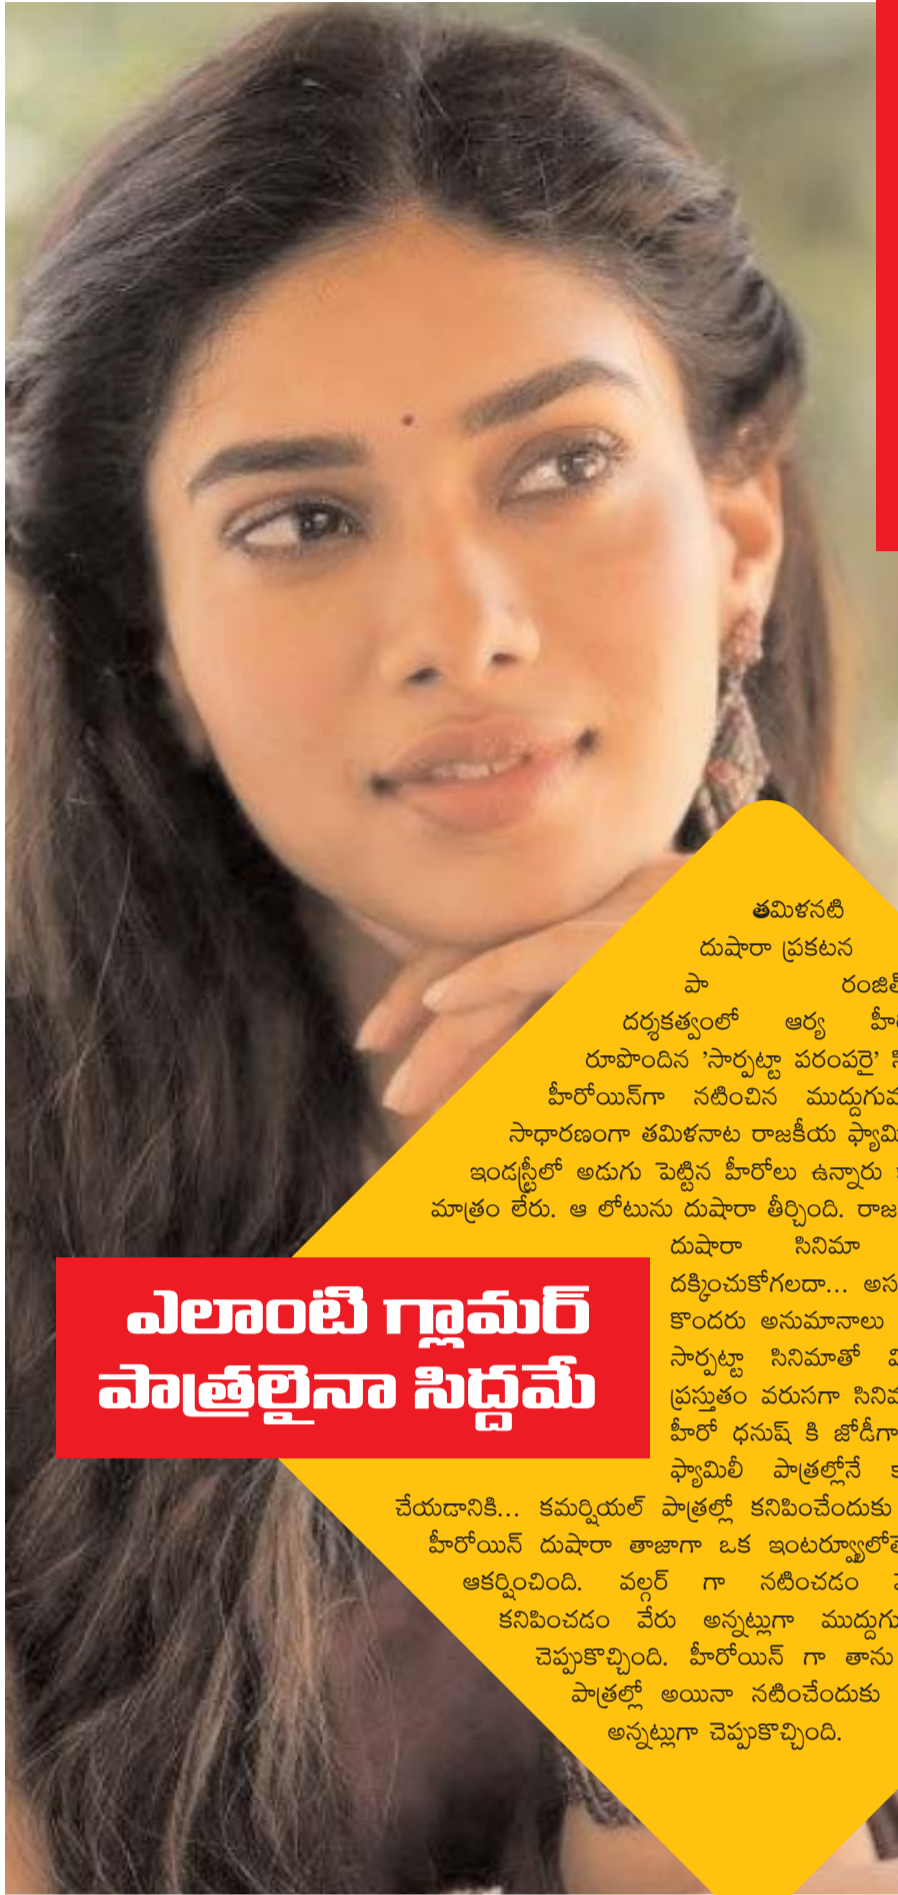 తమిళనటి
దుషారా ప్రకటన
పా రంజిత్
దర్శకత్వంలో ఆర్య
రూపొందిన 'సార్పట్టా పరంపరై'
హీరోయిన్‌గా నటించిన
సాధారణంగా తమిళనాట రాజకీయ
ఇండస్ట్రీలో అడుగు పెట్టిన హీరోలు ఉన్నారు
మాత్రం లేరు. ఆ లోటును దుషారా తీర్చింది.
దుషారా సినిమా
దక్కించుకోగలదా...
కొందరు అనుమానాలు
సార్పట్టా సినిమాతో
ప్రస్తుతం వరుసగా
హీరో ధనుష్ కి జోడీగా
ఫ్యామిలీ పాత్రల్లోనే
చేయడానికి... కమర్షియల్ పాత్రల్లో కనిపించేందుకు
హీరోయిన్ దుషారా తాజాగా ఒక
ఆకర్షించింది. వల్గర్ గా నటించడం
కనిపించడం వేరు అన్నట్లుగా
చెప్పుకొచ్చింది. హీరోయిన్ గా తాను
పాత్రల్లో అయినా నటించేందుకు
అన్నట్లుగా చెప్పుకొచ్చింది.
ఎలాంటి గ్లామర్
పాత్రలైనా సిద్దమే